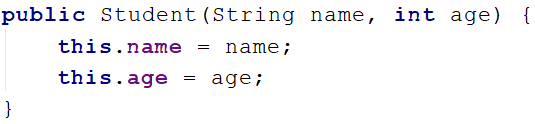 public Student(String name, int age) {
    this.name = name;
    this.age = age;
}